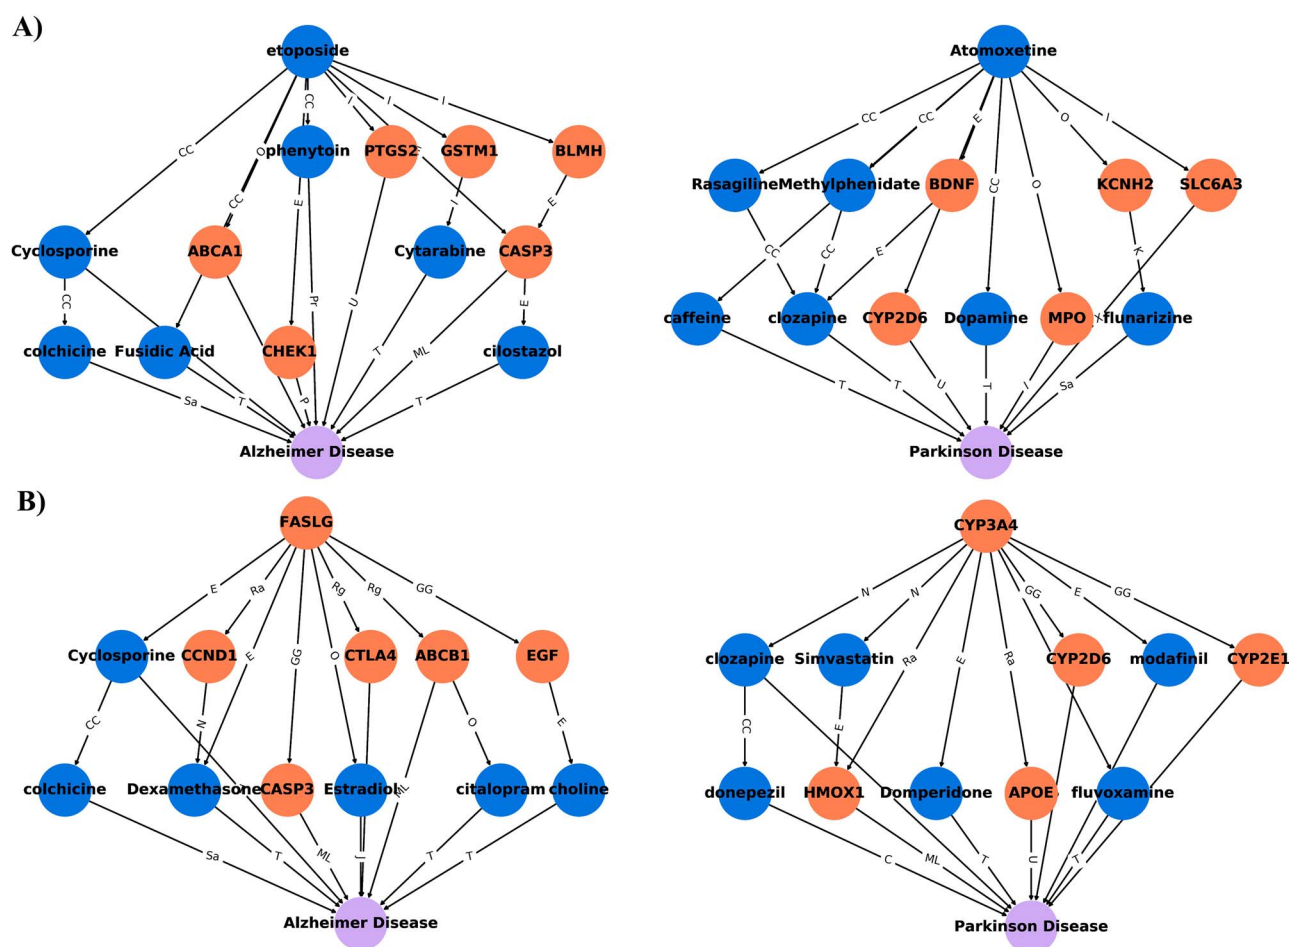 A)
etoposide
Atomoxetine
CC
O
CC
I
I
I
CC
CC
E
CC
O
O
I
phenytoin
PTGS2
GSTM1
BLMH
Rasagiline
Methylphenidate
BDNF
KCNH2
SLC6A3
CC
E
I
E
CC
CC
E
K
Cyclosporine
ABCA1
Cytarabine
CASP3
CC
Pr
U
E
caffeine
clozapine
CYP2D6
Dopamine
MPO
flunarizine
colchicine
Fusidic Acid
CHEK1
cilostazol
T
ML
Sa
T
P
T
T
T
U
T
I
Sa
Alzheimer Disease
Parkinson Disease
B)
FASLG
CYP3A4
E
Ra
E
GG
O
Rg
Rg
GG
N
N
Ra
E
Ra
GG
E
GG
Cyclosporine
CCND1
CTLA4
ABCB1
EGF
clozapine
Simvastatin
CYP2D6
modafinil
CYP2E1
CC
N
O
E
CC
E
colchicine
Dexamethasone
CASP3
Estradiol
ML
citalopram
choline
donepezil
HMOX1
Domperidone
APOE
fluvoxamine
Sa
T
ML
T
T
C
ML
T
U
T
Alzheimer Disease
Parkinson Disease